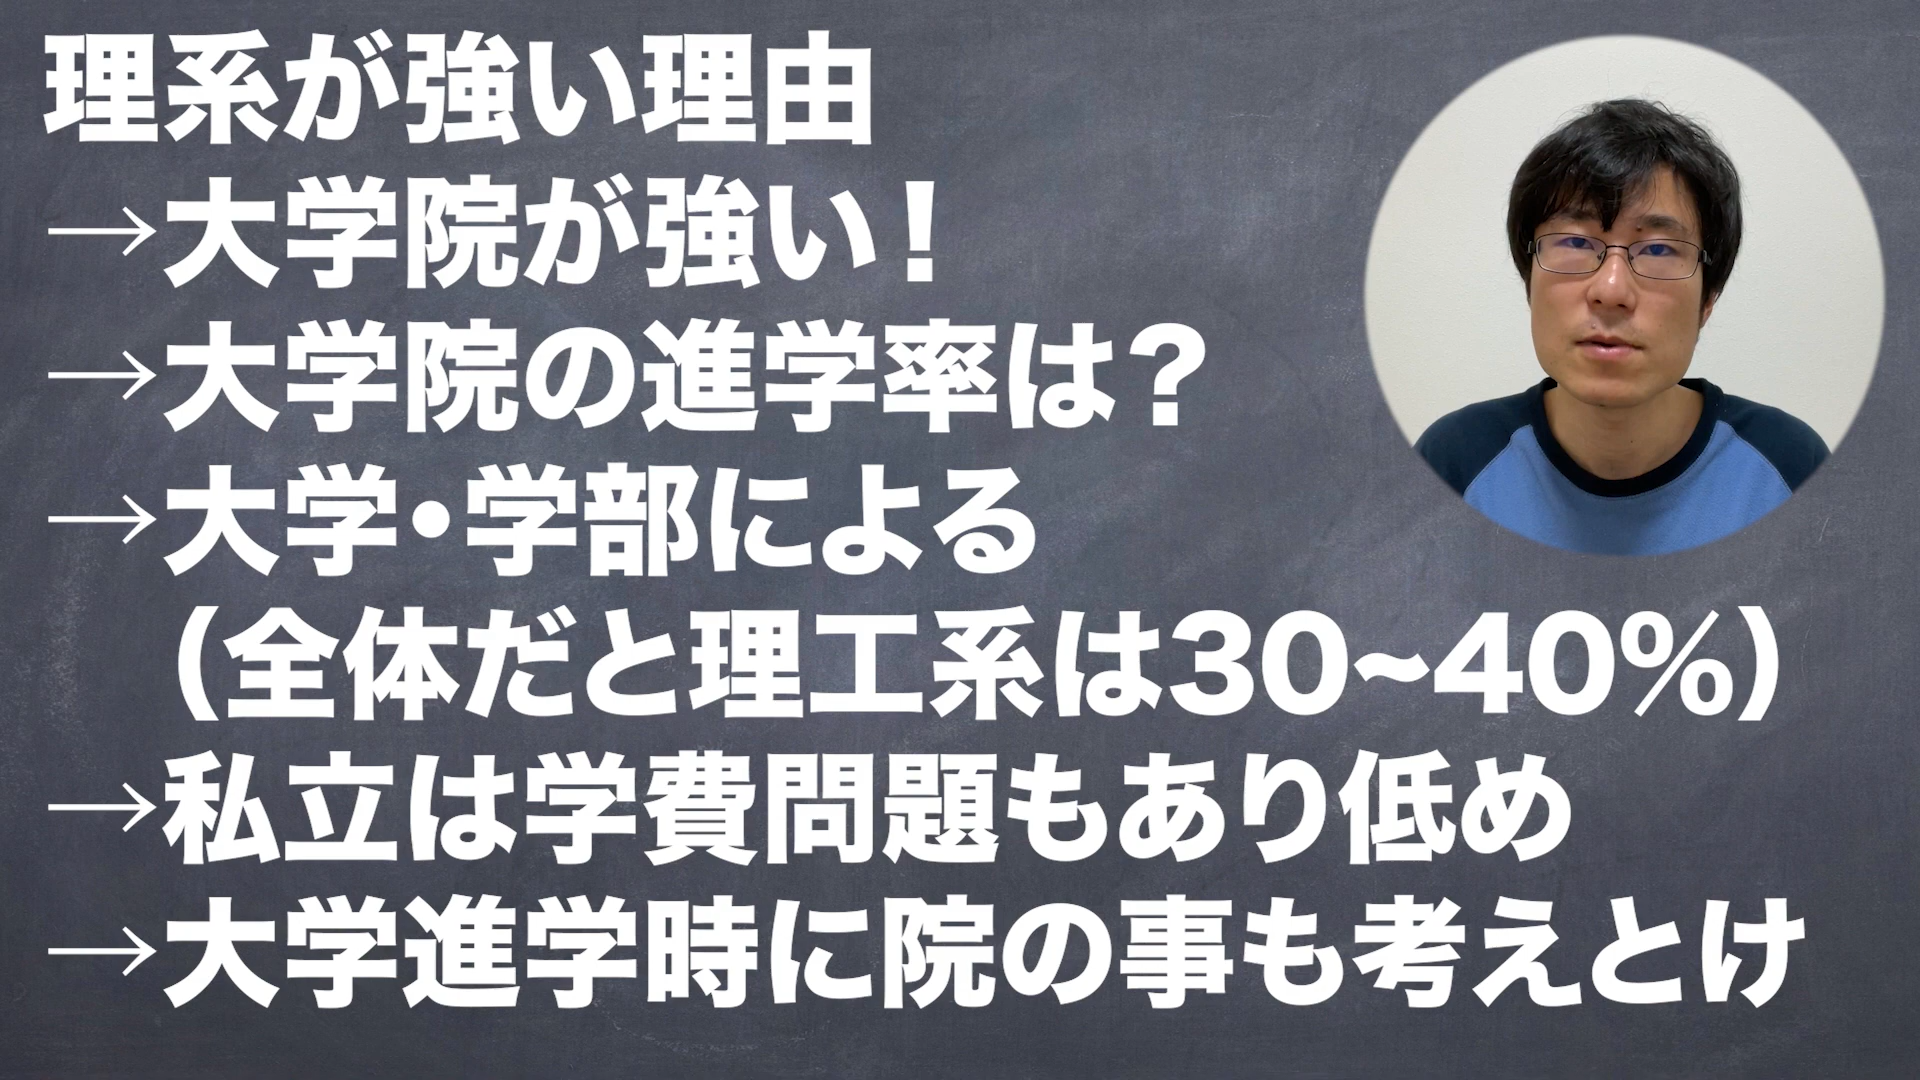 理系が強い理由
→大学院が強い！
→大学院の進学率は？
→大学・学部による
（全体だと理工系は30~40%）
→私立は学費問題もあり低め
→大学進学時に院の事も考えとけ